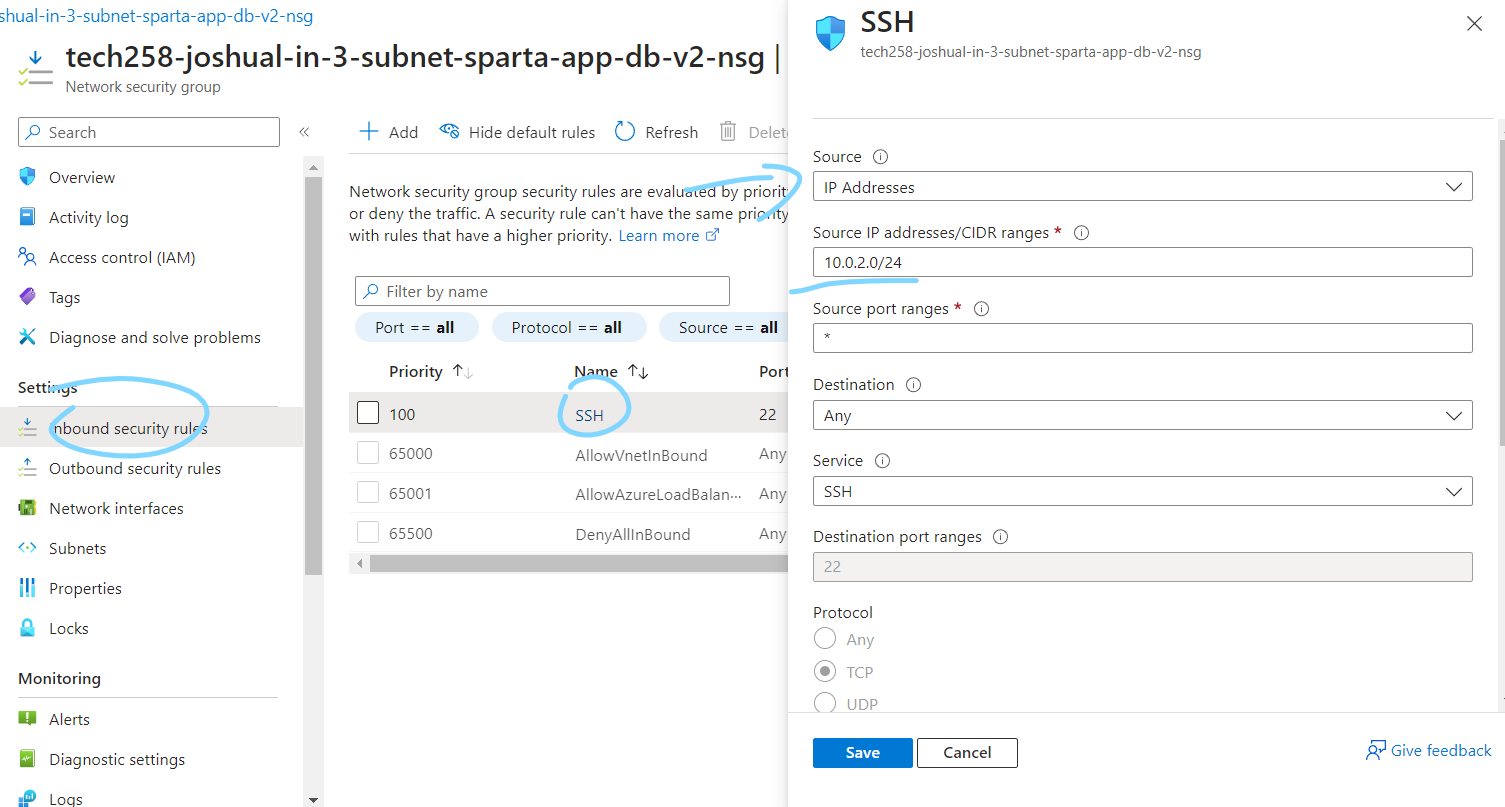 shual-in-3-subnet-sparta-app-db-v2-nsg
tech258-joshual-in-3-subnet-sparta-app-db-v2-nsg |
Network security group
Search
Overview
Activity log
Access control (IAM)
Tags
Diagnose and solve problems
Settings
Inbound security rules
Outbound security rules
Network interfaces
Subnets
Properties
Locks
Monitoring
Alerts
Diagnostic settings
Logs
Add
Hide default rules
Refresh
Delete
Network security group security rules are evaluated by priorit
or deny the traffic. A security rule can't have the same priority
with rules that have a higher priority. Learn more
Filter by name
Port == all
Protocol == all
Source == all
Priority ↑↓ Name ↑↓ Port
100 SSH 22
65000 AllowVnetInBound Any
65001 AllowAzureLoadBalan... Any
65500 DenyAllInBound Any
SSH
tech258-joshual-in-3-subnet-sparta-app-db-v2-nsg
Source
IP Addresses
Source IP addresses/CIDR ranges *
10.0.2.0/24
Source port ranges *
*
Destination
Any
Service
SSH
Destination port ranges
22
Protocol
Any
TCP
UDP
Save
Cancel
Give feedback